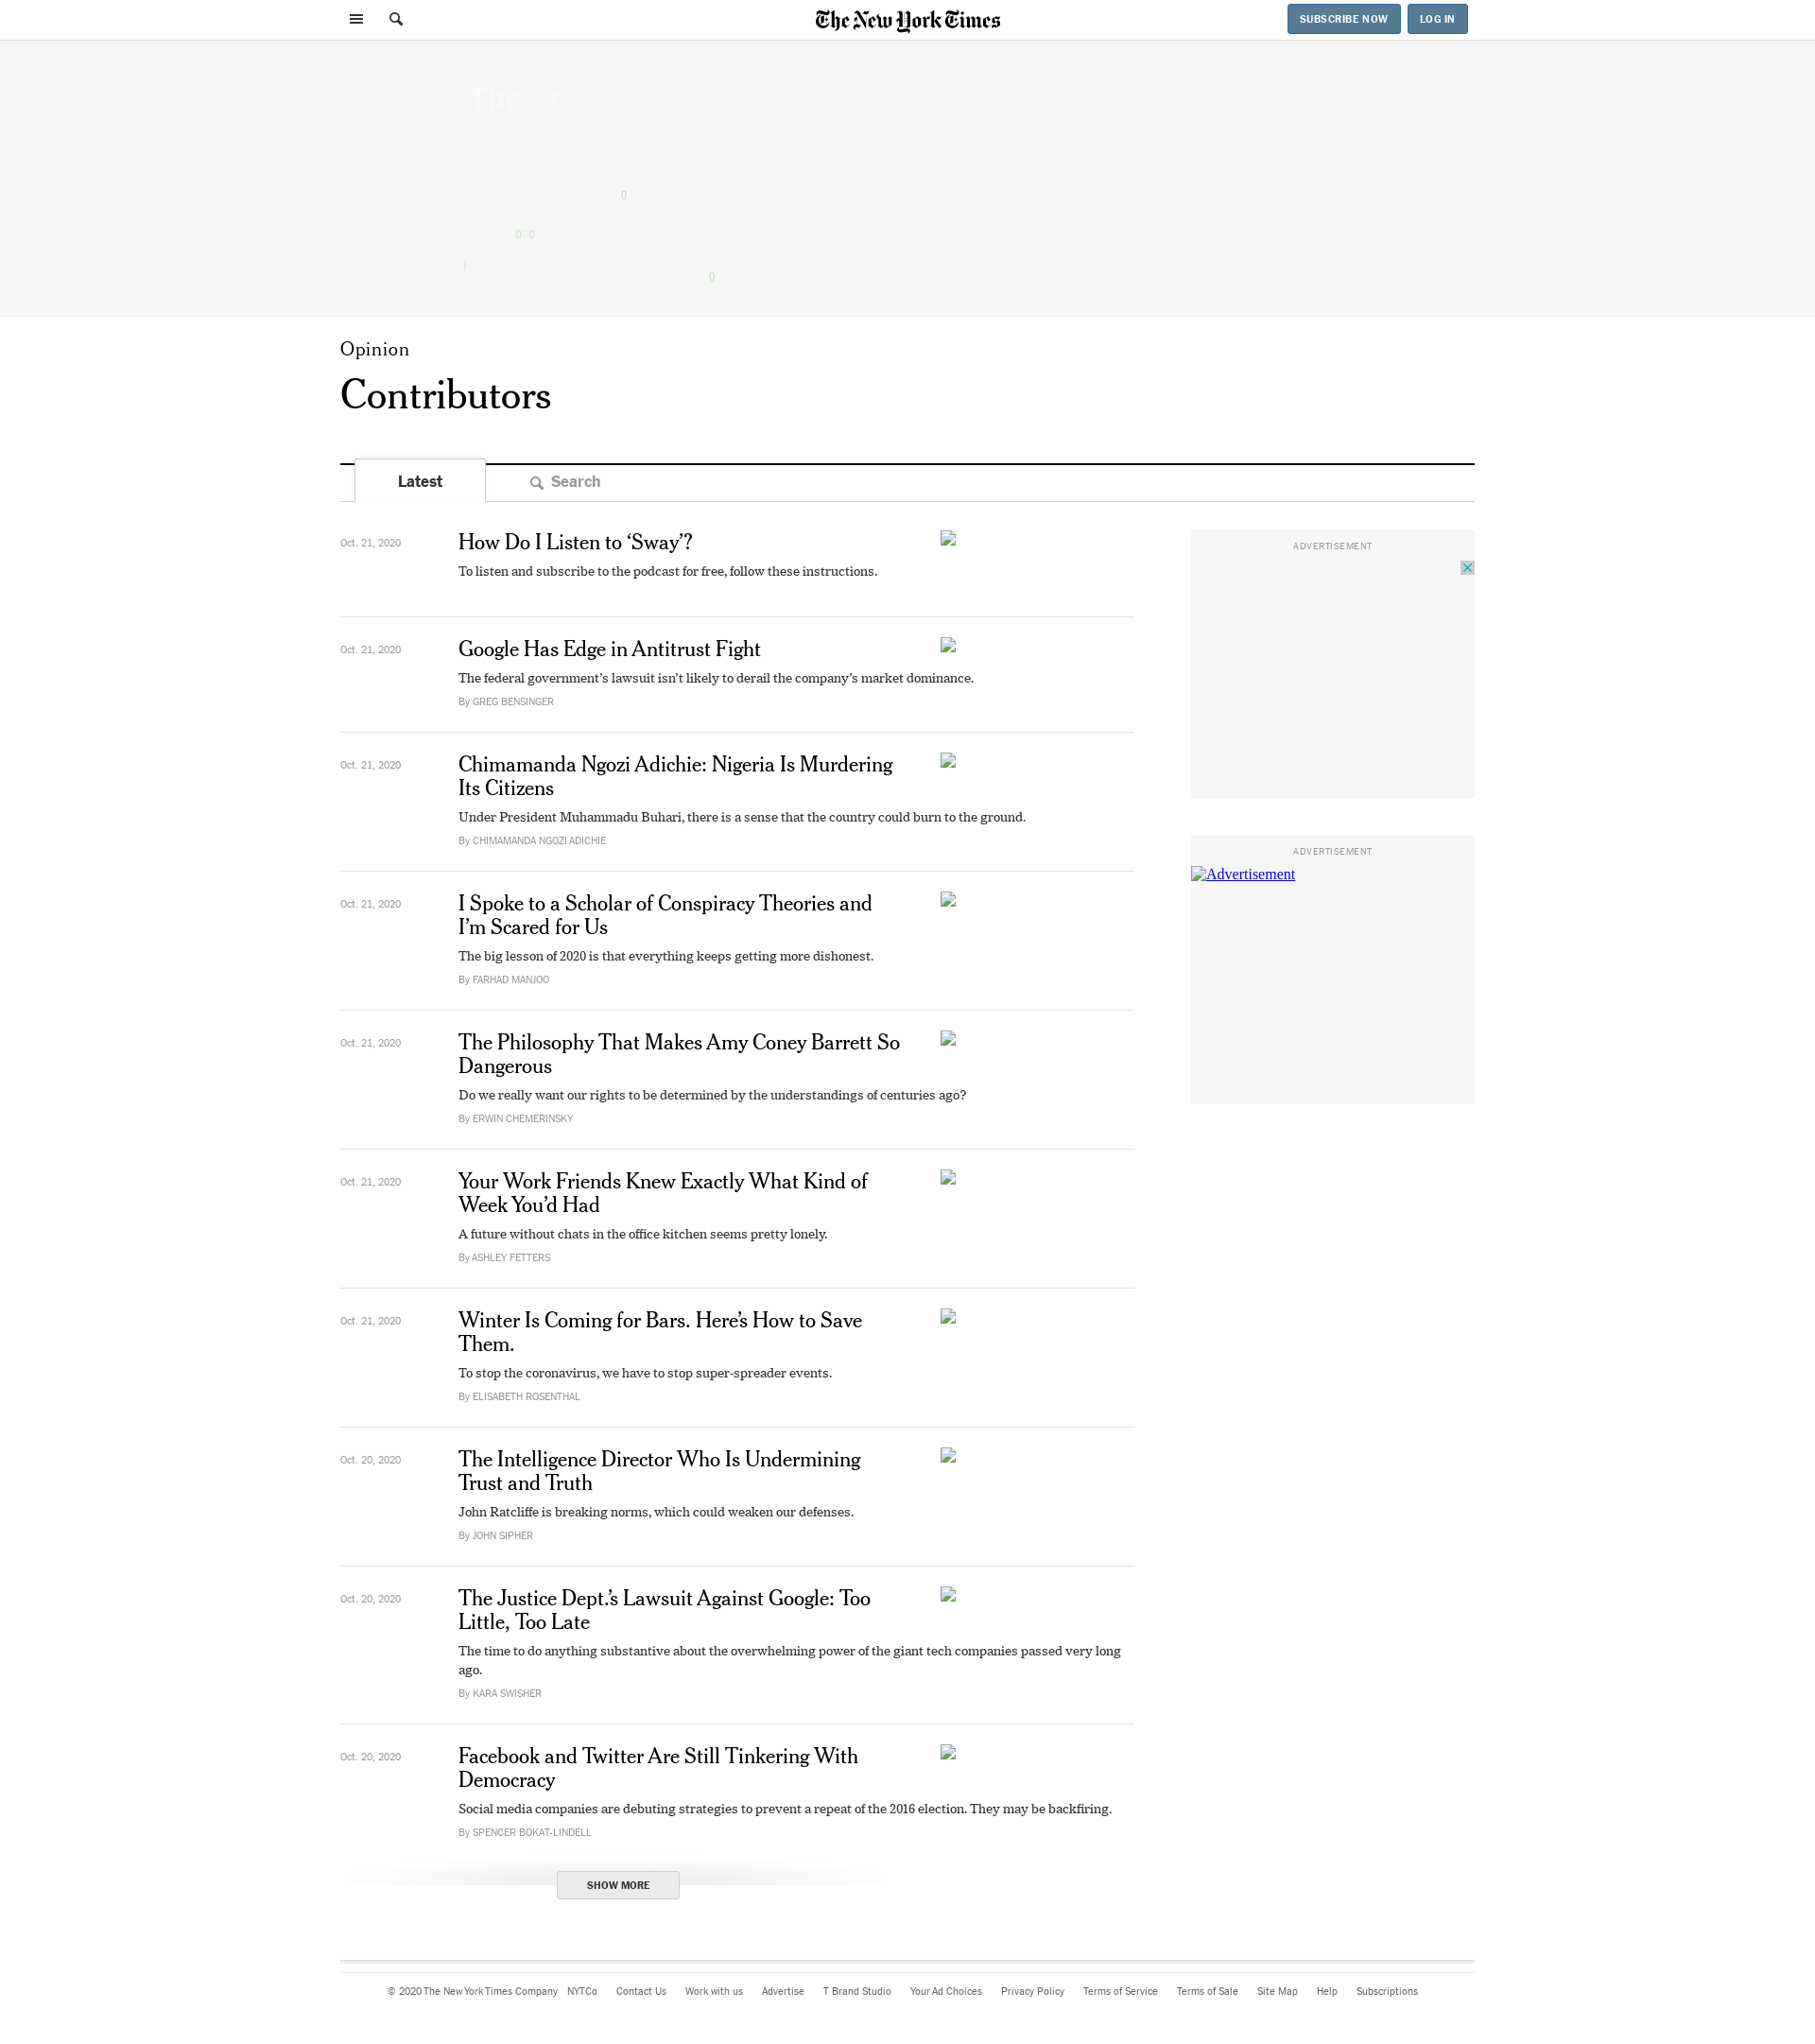 The New York Times
SUBSCRIBE NOW
LOG IN
The
0
0 0
1
0
Opinion
Contributors
Latest
Search
Oct. 21, 2020
How Do I Listen to ‘Sway’?
To listen and subscribe to the podcast for free, follow these instructions.
Oct. 21, 2020
Google Has Edge in Antitrust Fight
The federal government’s lawsuit isn’t likely to derail the company’s market dominance.
By GREG BENSINGER
Oct. 21, 2020
Chimamanda Ngozi Adichie: Nigeria Is Murdering
Its Citizens
Under President Muhammadu Buhari, there is a sense that the country could burn to the ground.
By CHIMAMANDA NGOZI ADICHIE
Oct. 21, 2020
I Spoke to a Scholar of Conspiracy Theories and
I’m Scared for Us
The big lesson of 2020 is that everything keeps getting more dishonest.
By FARHAD MANJOO
Oct. 21, 2020
The Philosophy That Makes Amy Coney Barrett So
Dangerous
Do we really want our rights to be determined by the understandings of centuries ago?
By ERWIN CHEMERINSKY
Oct. 21, 2020
Your Work Friends Knew Exactly What Kind of
Week You’d Had
A future without chats in the office kitchen seems pretty lonely.
By ASHLEY FETTERS
Oct. 21, 2020
Winter Is Coming for Bars. Here’s How to Save
Them.
To stop the coronavirus, we have to stop super-spreader events.
By ELISABETH ROSENTHAL
Oct. 20, 2020
The Intelligence Director Who Is Undermining
Trust and Truth
John Ratcliffe is breaking norms, which could weaken our defenses.
By JOHN SIPHER
Oct. 20, 2020
The Justice Dept.’s Lawsuit Against Google: Too
Little, Too Late
The time to do anything substantive about the overwhelming power of the giant tech companies passed very long
ago.
By KARA SWISHER
Oct. 20, 2020
Facebook and Twitter Are Still Tinkering With
Democracy
Social media companies are debuting strategies to prevent a repeat of the 2016 election. They may be backfiring.
By SPENCER BOKAT-LINDELL
SHOW MORE
ADVERTISEMENT
ADVERTISEMENT
Advertisement
© 2020 The New York Times Company NYTCo Contact Us Work with us Advertise T Brand Studio Your Ad Choices Privacy Policy Terms of Service Terms of Sale Site Map Help Subscriptions